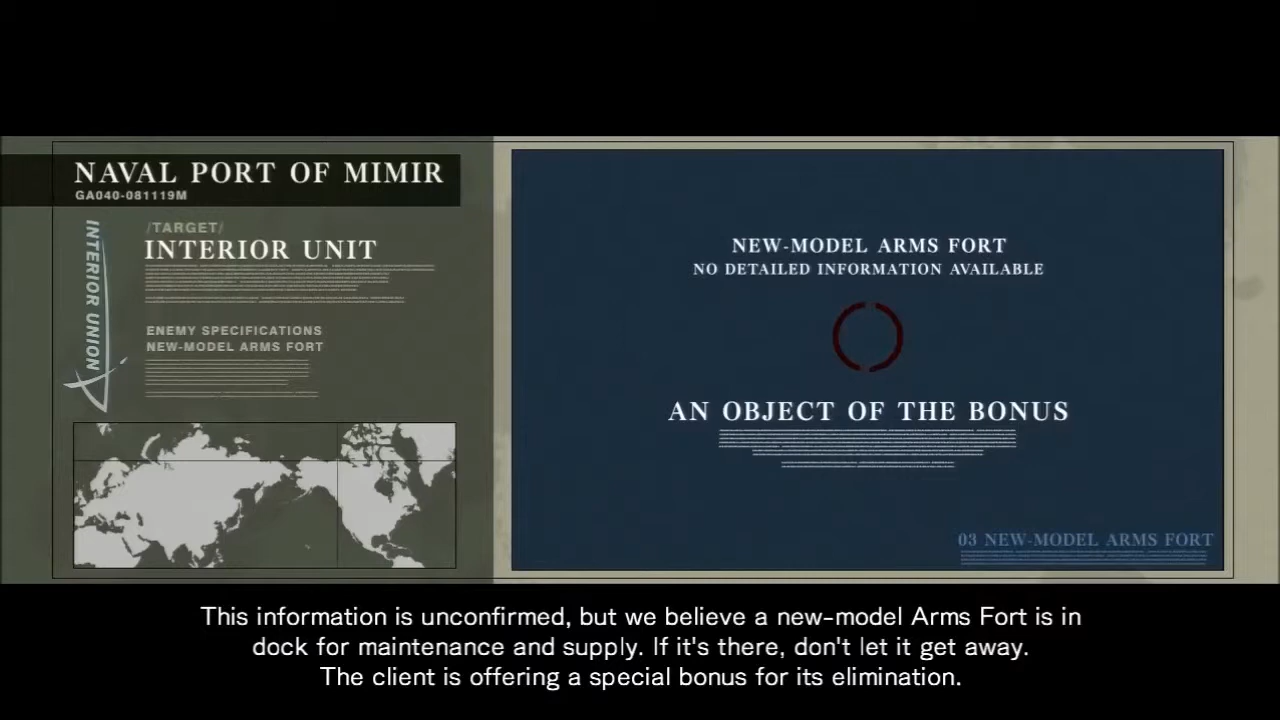 NAVAL PORT OF MIMIR
GA040-081119M
INTERIOR UNION
/TARGET/
INTERIOR UNIT
ENEMY SPECIFICATIONS
NEW-MODEL ARMS FORT
NEW-MODEL ARMS FORT
NO DETAILED INFORMATION AVAILABLE
AN OBJECT OF THE BONUS
03 NEW-MODEL ARMS FORT
This information is unconfirmed, but we believe a new-model Arms Fort is in
dock for maintenance and supply. If it's there, don't let it get away.
The client is offering a special bonus for its elimination.